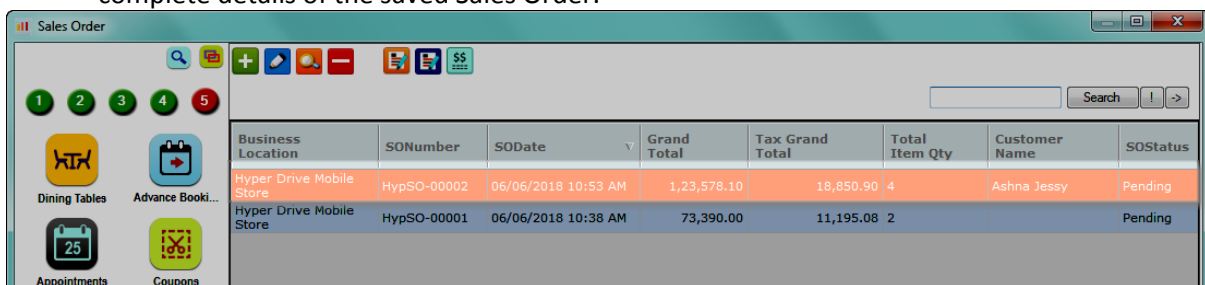 complete details of the saved Sales Order.
Sales Order
$$
Search ! ->
1 2 3 4 5
Business Location SONumber SODate Grand Total Tax Grand Total Total Item Qty Customer Name SOStatus
Hyper Drive Mobile Store HypSO-00002 06/06/2018 10:53 AM 1,23,578.10 18,850.90 4 Ashna Jessy Pending
Hyper Drive Mobile Store HypSO-00001 06/06/2018 10:38 AM 73,390.00 11,195.08 2 Pending
Dining Tables Advance Booki...
25
Appointments Coupons